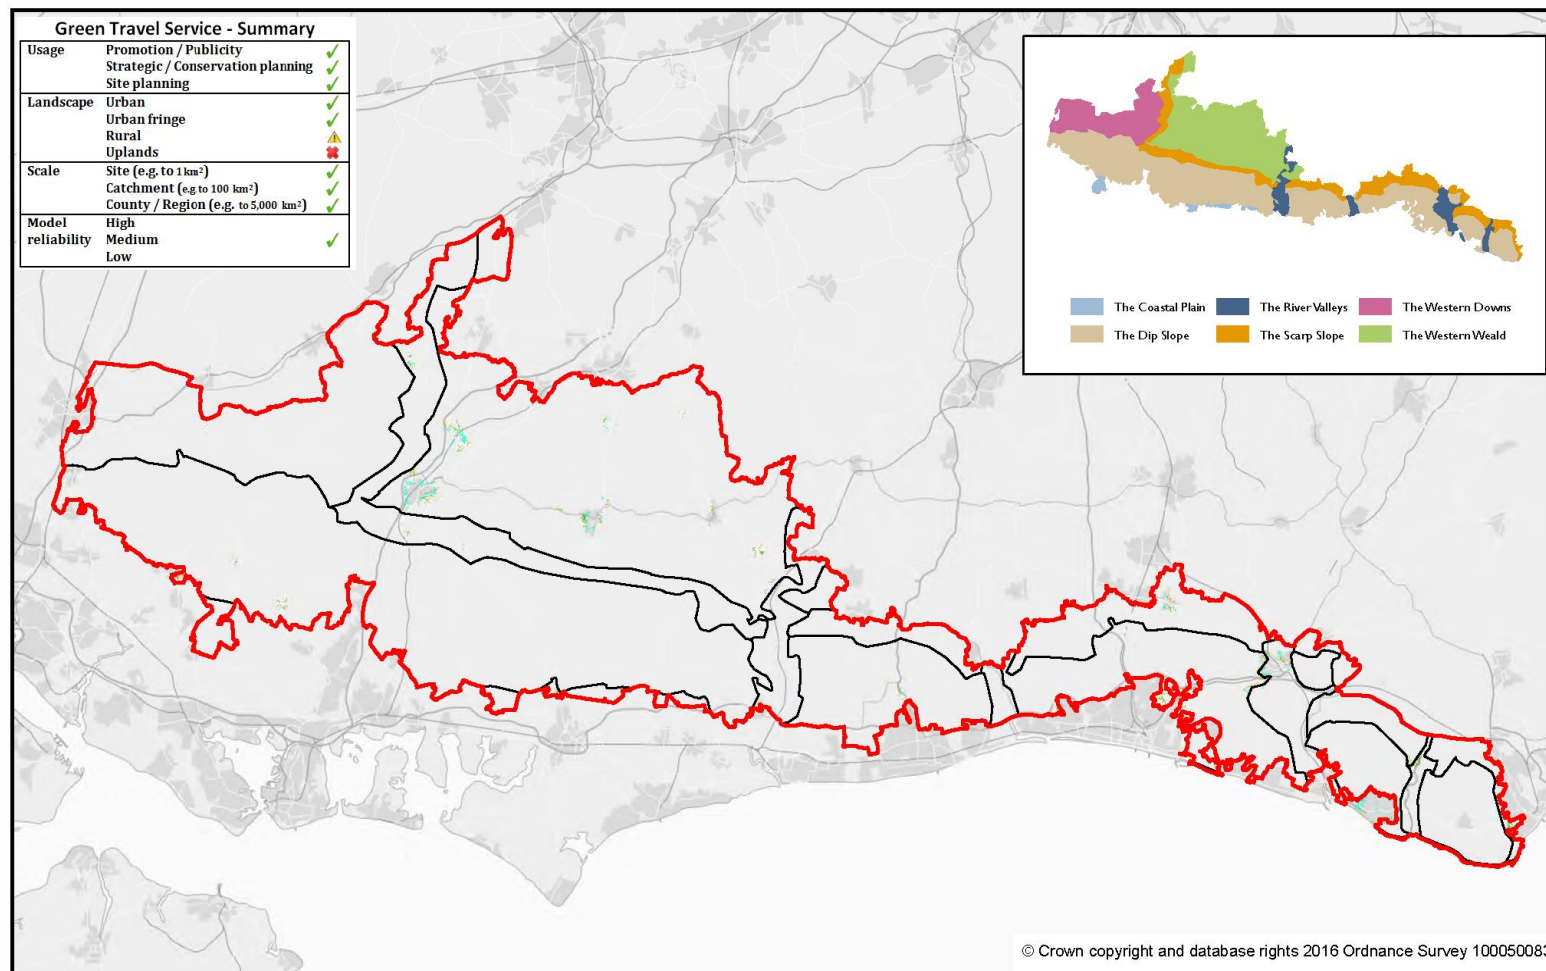 Green Travel Service - Summary
Usage Promotion / Publicity
Strategic / Conservation planning
Site planning
Landscape Urban
Urban fringe
Rural
Uplands
Scale Site (e.g. to 1 km²)
Catchment (e.g to 100 km²)
County / Region (e.g. to 5,000 km²)
Model High
reliability Medium
Low
The Coastal Plain The River Valleys The Western Downs
The Dip Slope The Scarp Slope The Western Weald
© Crown copyright and database rights 2016 Ordnance Survey 100050083